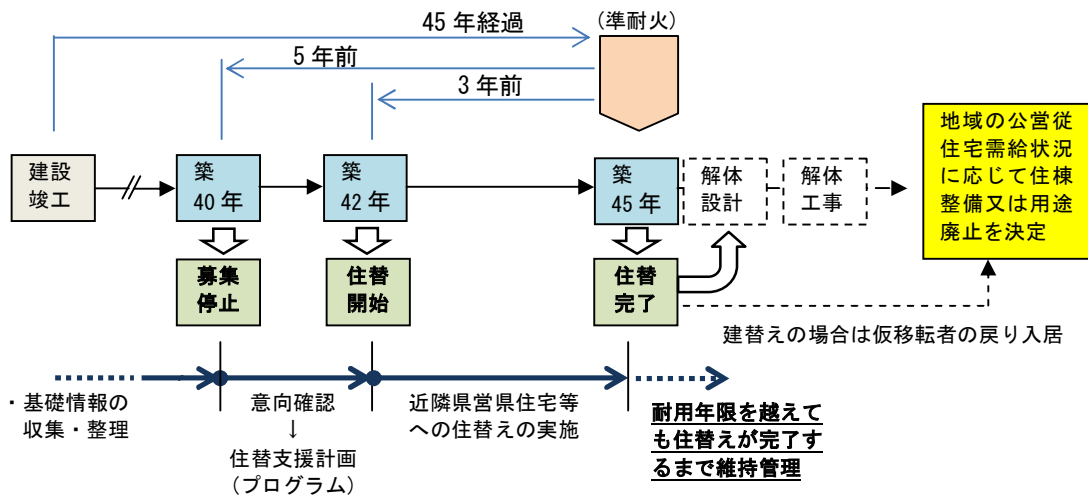 45 年経過
(準耐火)
5 年前
3 年前
建設
竣工
築
40 年
築
42 年
築
45 年
解体
設計
解体
工事
地域の公営従
住宅需給状況
に応じて住棟
整備又は用途
廃止を決定
募集
停止
住替
開始
住替
完了
建替えの場合は仮移転者の戻り入居
・基礎情報の
収集・整理
意向確認
↓
住替支援計画
(プログラム)
近隣県営県住宅等
への住替えの実施
耐用年限を越えて
も住替えが完了す
るまで維持管理